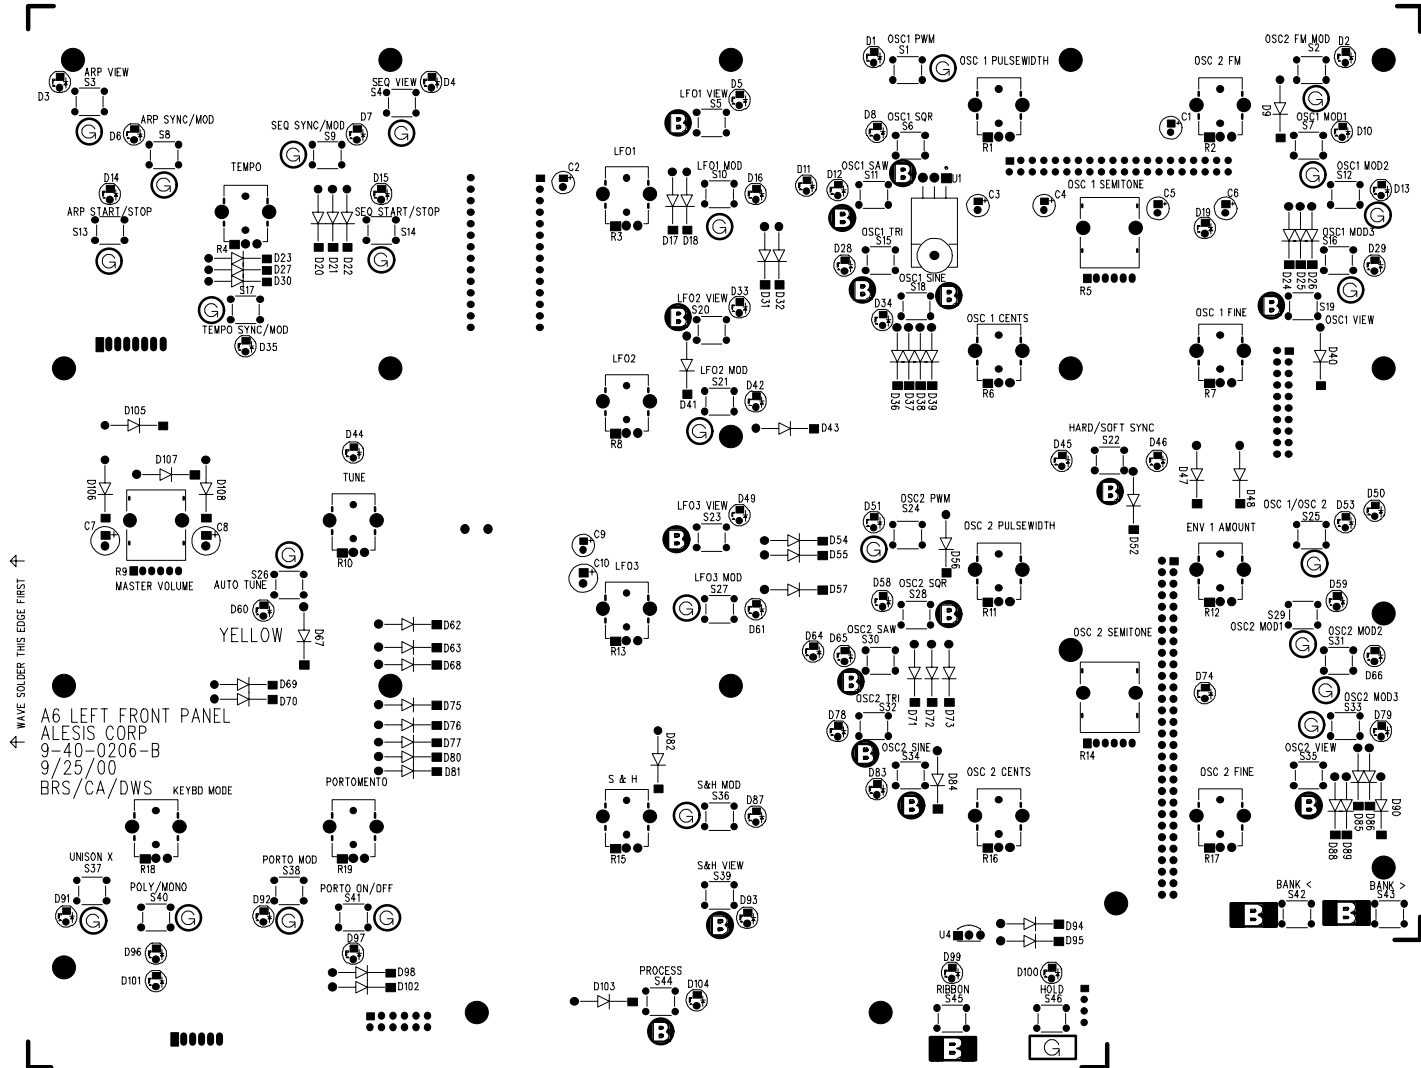 D1
OSC1 PWM
S1
G
OSC2 FM MOD
S2
D2
G
D3
ARP VIEW
S3
G
SEQ VIEW
S4
D4
G
LFO1 VIEW
S5
D5
B
OSC 1 PULSEWIDTH
R1
OSC 2 FM
R2
C1
D9
D6
ARP SYNC/MOD
S8
G
SEQ SYNC/MOD
S9
D7
G
D8
OSC1 SQR
S6
B
OSC1 MOD1
S7
D10
G
TEMPO
R4
LFO1
R3
C2
LFO1 MOD
S10
D16
G
D17
D18
D11
D12
OSC1 SAW
S11
B
U1
C3
C4
OSC 1 SEMITONE
R5
C5
C6
D19
OSC1 MOD2
S12
D13
G
D14
ARP START/STOP
S13
G
D15
SEQ START/STOP
S14
G
D20
D21
D22
D23
D27
D30
D28
OSC1 TRI
S15
B
OSC1 MOD3
S16
D29
G
D24
D25
D26
S17
G
TEMPO SYNC/MOD
D35
D31
D32
LFO2 VIEW
S20
D33
B
OSC1 SINE
S18
B
D34
S19
B
OSC1 VIEW
OSC 1 CENTS
R6
OSC 1 FINE
R7
D40
LFO2
R8
D41
LFO2 MOD
S21
D42
G
D36
D37
D38
D39
D43
D105
D107
D106
D108
C7
C8
R9
MASTER VOLUME
D44
TUNE
R10
D45
HARD/SOFT SYNC
S22
D46
B
D47
D48
D52
LFO3 VIEW
S23
D49
B
D51
OSC2 PWM
S24
G
D56
OSC 2 PULSEWIDTH
R11
ENV 1 AMOUNT
R12
OSC 1/OSC 2
S25
D53
D50
G
C9
C10
D54
D55
D57
G
S26
AUTO TUNE
D60
YELLOW
D67
LFO3
R13
LFO3 MOD
S27
D61
G
D58
OSC2 SQR
S28
B
D59
S29
OSC2 MOD1
G
WAVE SOLDER THIS EDGE FIRST
D62
D63
D68
D64
D65
OSC2 SAW
S30
B
OSC 2 SEMITONE
R14
OSC2 MOD2
S31
D66
G
D69
D70
D71
D72
D73
D74
D75
D76
D77
D80
D81
A6 LEFT FRONT PANEL
ALESIS CORP
9-40-0206-B
9/25/00
BRS/CA/DWS
D78
OSC2 TRI
S32
B
OSC2 MOD3
S33
D79
G
D82
D83
OSC2 SINE
S34
B
D84
OSC2 VIEW
S35
B
KEYBD MODE
R18
PORTOMENTO
R19
S & H
R15
S&H MOD
S36
D87
G
OSC 2 CENTS
R16
OSC 2 FINE
R17
D85
D86
D88
D89
D90
UNISON X
S37
D91
G
POLY/MONO
S40
G
PORTO MOD
S38
D92
G
PORTO ON/OFF
S41
G
S&H VIEW
S39
D93
B
BANK <
S42
B
BANK >
S43
B
D96
D101
D97
D98
D102
U4
D94
D95
D103
PROCESS
S44
D104
B
D99
RIBBON
S45
B
D100
HOLD
S46
G